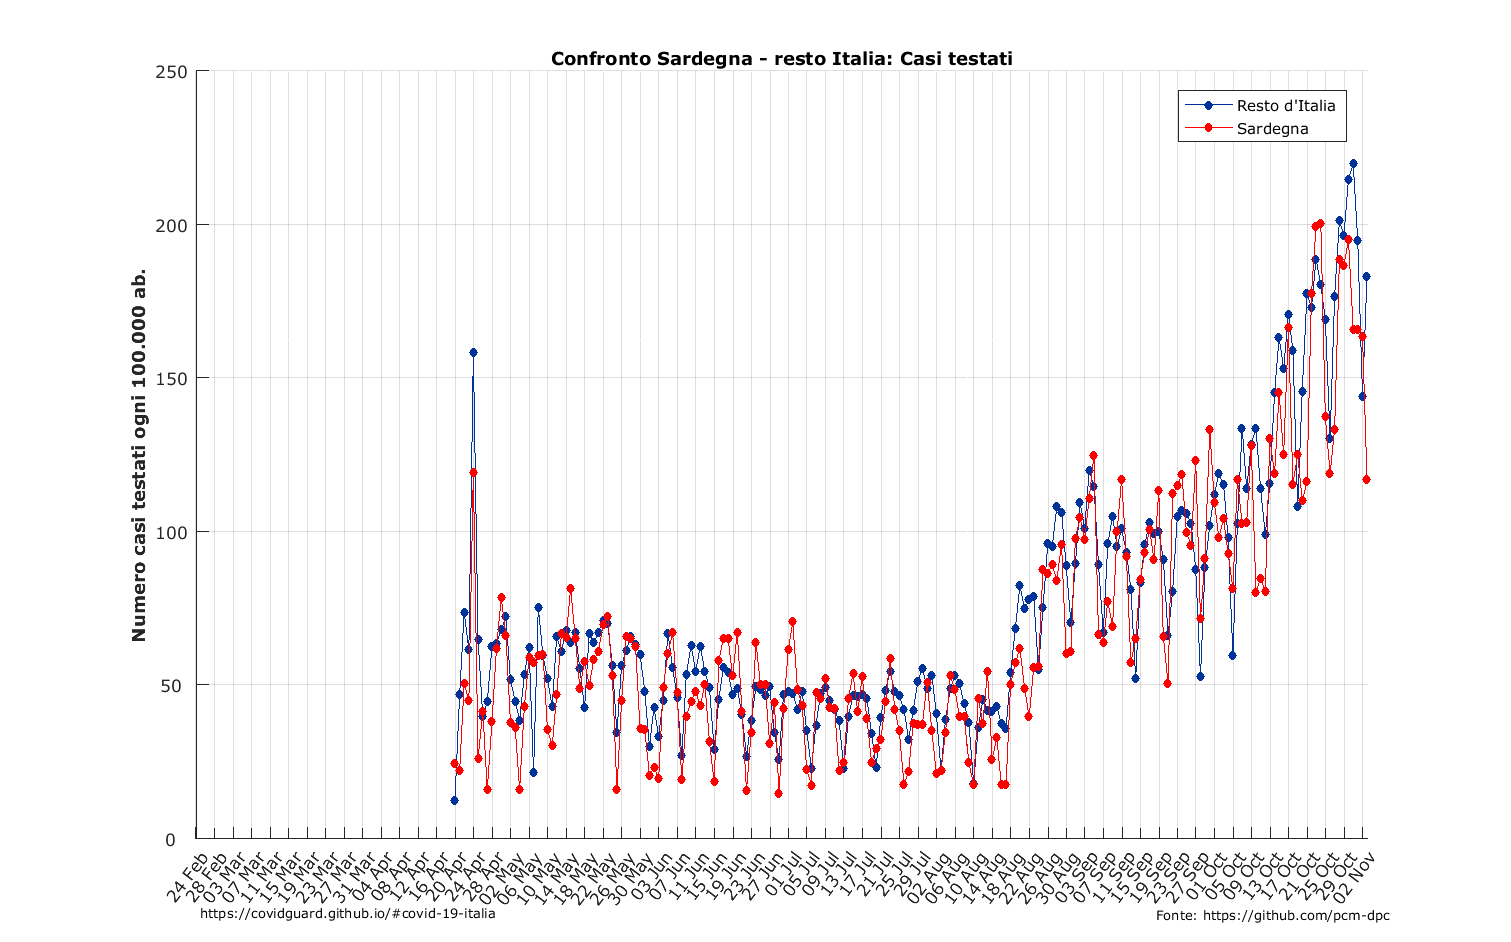 Confronto Sardegna - resto Italia: Casi testati
Resto d'Italia
Sardegna
Numero casi testati ogni 100.000 ab.
250
200
150
100
50
0
24 Feb
28 Feb
03 Mar
07 Mar
11 Mar
15 Mar
19 Mar
23 Mar
27 Mar
31 Mar
04 Apr
08 Apr
12 Apr
16 Apr
20 Apr
24 Apr
28 Apr
02 May
06 May
10 May
14 May
18 May
22 May
26 May
30 May
03 Jun
07 Jun
11 Jun
15 Jun
19 Jun
23 Jun
27 Jun
01 Jul
05 Jul
09 Jul
13 Jul
17 Jul
21 Jul
25 Jul
29 Jul
02 Aug
06 Aug
10 Aug
14 Aug
18 Aug
22 Aug
26 Aug
30 Aug
03 Sep
07 Sep
11 Sep
15 Sep
19 Sep
23 Sep
27 Sep
01 Oct
05 Oct
09 Oct
13 Oct
17 Oct
21 Oct
25 Oct
29 Oct
02 Nov
https://covidguard.github.io/#covid-19-italia
Fonte: https://github.com/pcm-dpc